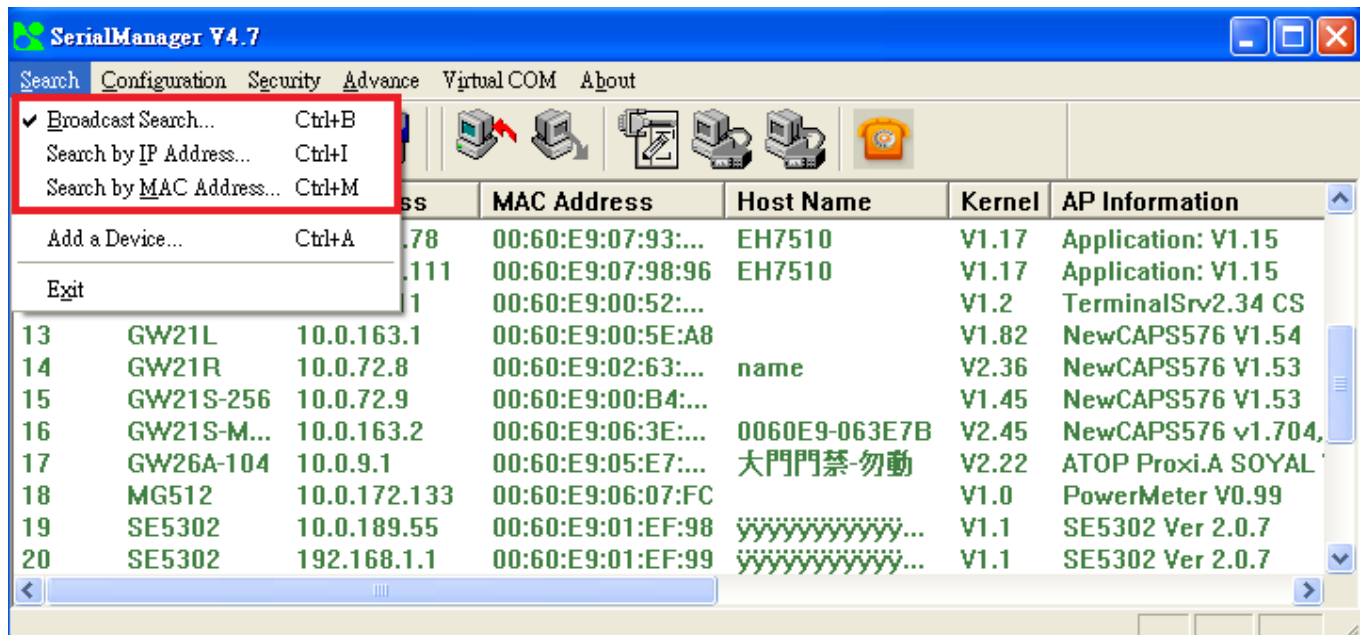 SerialManager V4.7
Search Configuration Security Advance Virtual COM About
Broadcast Search... Ctrl+B
Search by IP Address... Ctrl+I
Search by MAC Address... Ctrl+M
Add a Device... Ctrl+A
Exit
ss MAC Address Host Name Kernel AP Information
.78 00:60:E9:07:93:... EH7510 V1.17 Application: V1.15
.111 00:60:E9:07:98:96 EH7510 V1.17 Application: V1.15
1 00:60:E9:00:52:... V1.2 TerminalSrv2.34 CS
13 GW21L 10.0.163.1 00:60:E9:00:5E:A8 V1.82 NewCAPS576 V1.54
14 GW21R 10.0.72.8 00:60:E9:02:63:... name V2.36 NewCAPS576 V1.53
15 GW21S-256 10.0.72.9 00:60:E9:00:B4:... V1.45 NewCAPS576 V1.53
16 GW21S-M... 10.0.163.2 00:60:E9:06:3E:... 0060E9-063E7B V2.45 NewCAPS576 v1.704,
17 GW26A-104 10.0.9.1 00:60:E9:05:E7:... 大門門禁-勿動 V2.22 ATOP Proxi.A SOYAL
18 MG512 10.0.172.133 00:60:E9:06:07:FC V1.0 PowerMeter V0.99
19 SE5302 10.0.189.55 00:60:E9:01:EF:98 ÿÿÿÿÿÿÿÿÿÿÿ... V1.1 SE5302 Ver 2.0.7
20 SE5302 192.168.1.1 00:60:E9:01:EF:99 ÿÿÿÿÿÿÿÿÿÿÿ... V1.1 SE5302 Ver 2.0.7